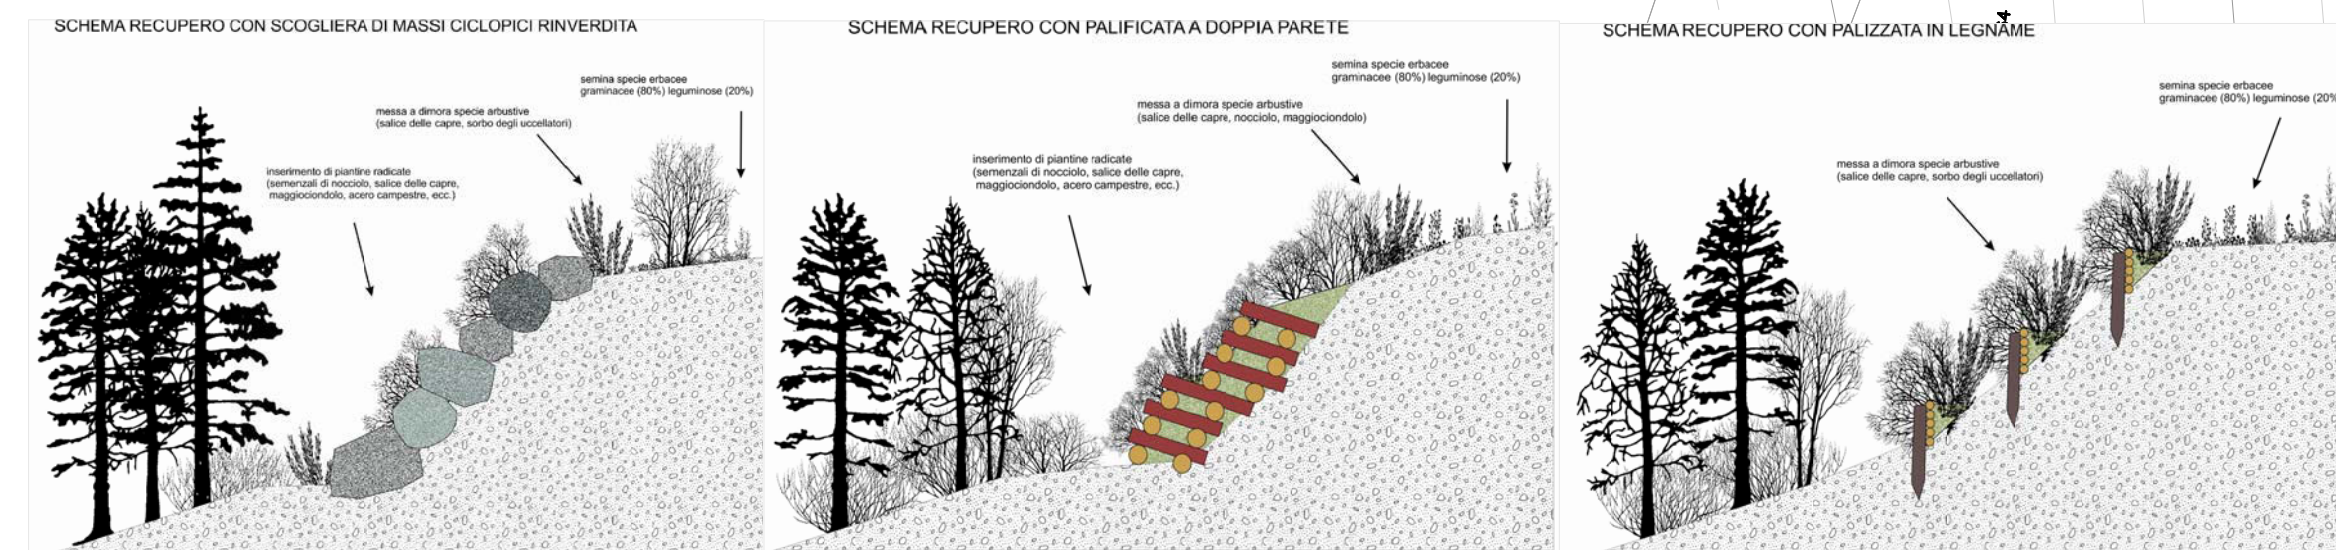 SCHEMA RECUPERO CON SCOGLIERA DI MASSI CICLOPICI RINVERDITA
semina specie erbacee
graminacee (80%) leguminose (20%)
messa a dimora specie arbustive
(salice delle capre, sorbo degli uccellatori)
inserimento di piantine radicate
(semenzali di nocciolo, salice delle capre,
maggiociondolo, acero campestre, ecc.)
SCHEMA RECUPERO CON PALIFICATA A DOPPIA PARETE
semina specie erbacee
graminacee (80%) leguminose (20%)
messa a dimora specie arbustive
(salice delle capre, nocciolo, maggiociondolo)
inserimento di piantine radicate
(semenzali di nocciolo, salice delle capre,
maggiociondolo, acero campestre, ecc.)
SCHEMA RECUPERO CON PALIZZATA IN LEGNAME
semina specie erbacee
graminacee (80%) leguminose (20%
messa a dimora specie arbustive
(salice delle capre, sorbo degli uccellatori)